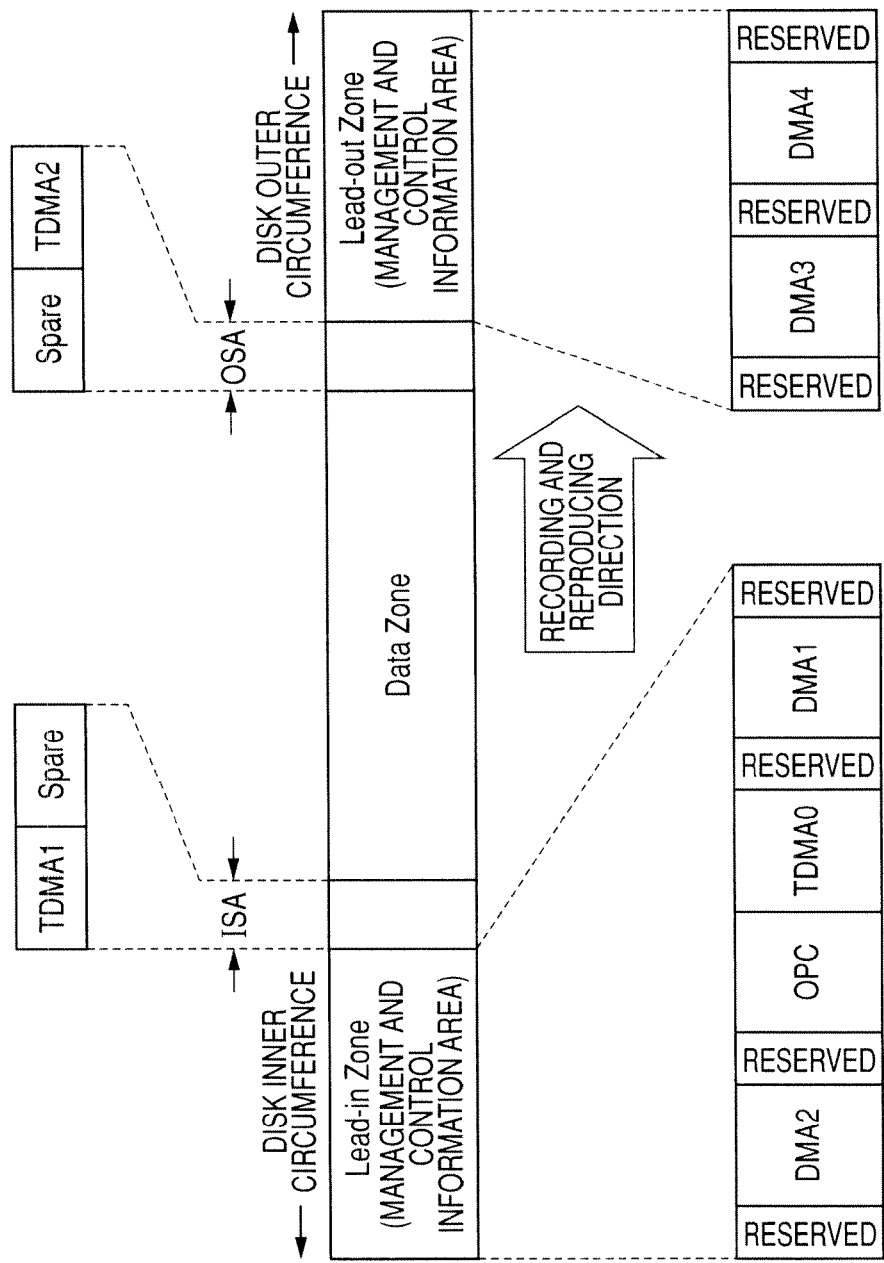 TDMA1
Spare
Spare
TDMA2
ISA
OSA
DISK INNER
CIRCUMFERENCE
DISK OUTER
CIRCUMFERENCE
Lead-in Zone
(MANAGEMENT AND
CONTROL
INFORMATION AREA)
Data Zone
Lead-out Zone
(MANAGEMENT AND
CONTROL
INFORMATION AREA)
RECORDING AND
REPRODUCING
DIRECTION
RESERVED
DMA2
RESERVED
OPC
TDMA0
RESERVED
DMA1
RESERVED
RESERVED
DMA3
RESERVED
DMA4
RESERVED